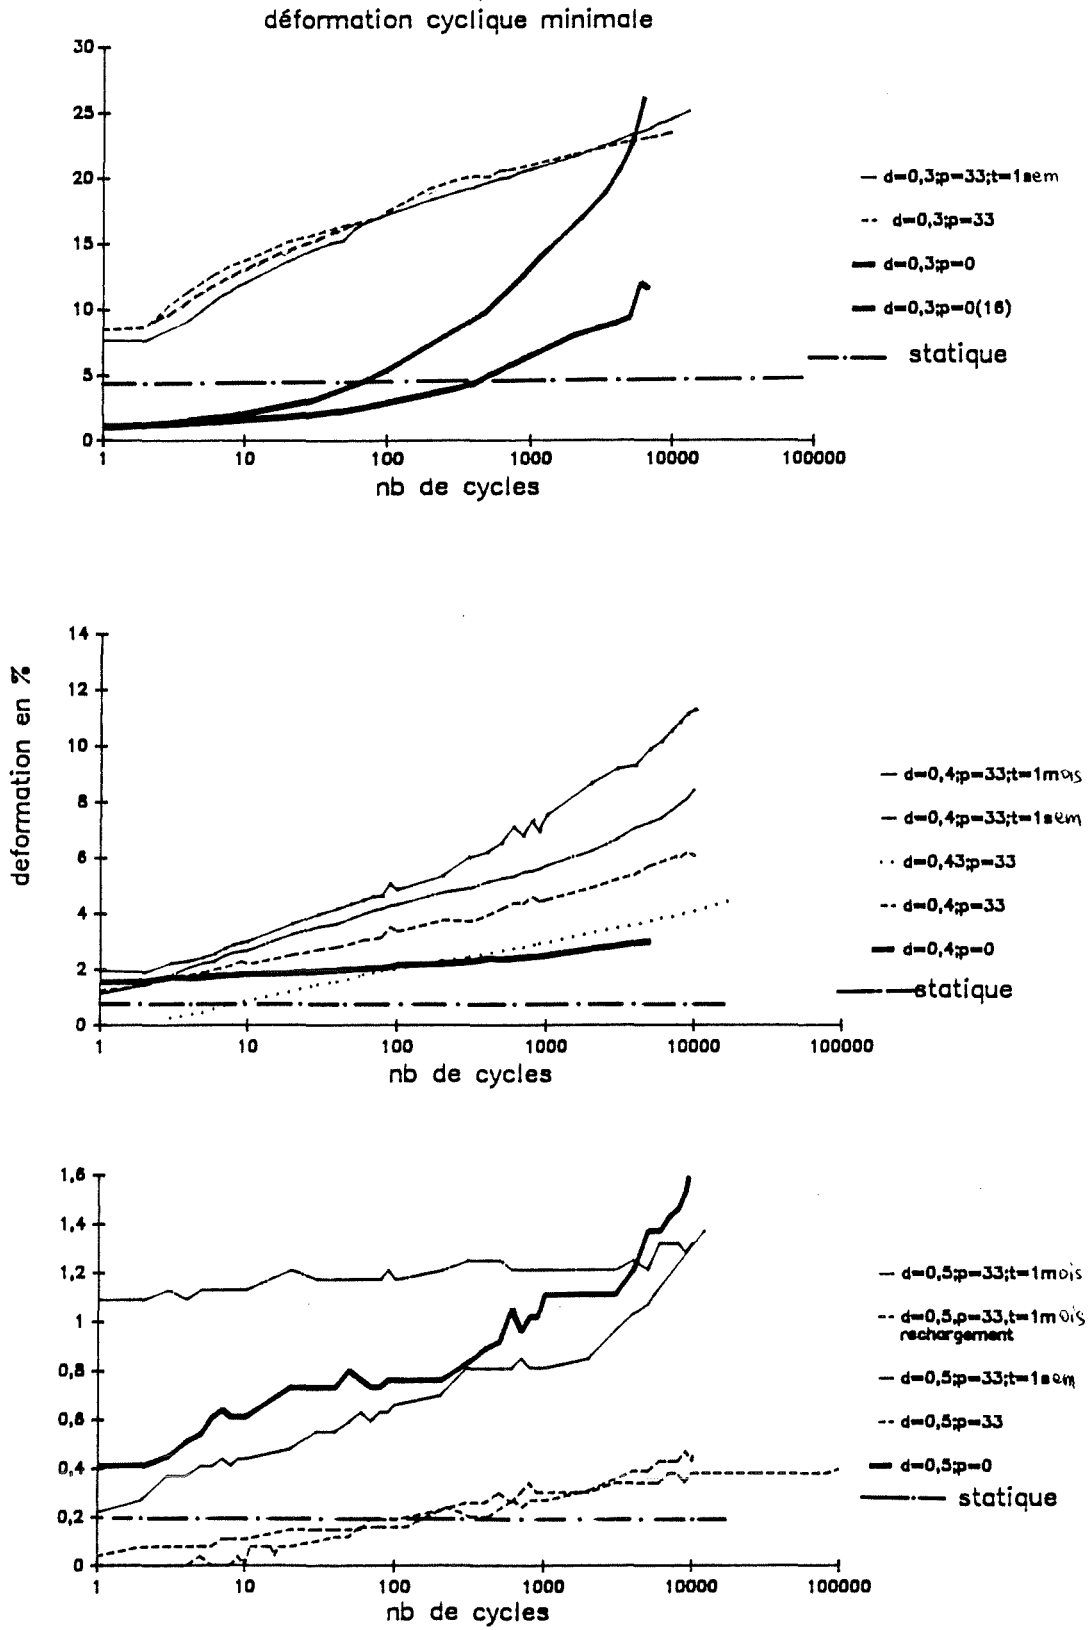 déformation cyclique minimale
30
25
20
15
10
5
0
1 10 100 1000 10000 100000
nb de cycles
d=0,3;p=33;t=1sem
d=0,3;p=33
d=0,3;p=0
d=0,3;p=0(16)
statique
deformation en %
14
12
10
8
6
4
2
0
1 10 100 1000 10000 100000
nb de cycles
d=0,4;p=33;t=1mois
d=0,4;p=33;t=1sem
d=0,43;p=33
d=0,4;p=33
d=0,4;p=0
statique
1,6
1,4
1,2
1
0,8
0,6
0,4
0,2
0
1 10 100 1000 10000 100000
nb de cycles
d=0,5;p=33;t=1mois
d=0,5,p=33,t=1mois
rechargement
d=0,5;p=33;t=1sem
d=0,5;p=33
d=0,5;p=0
statique